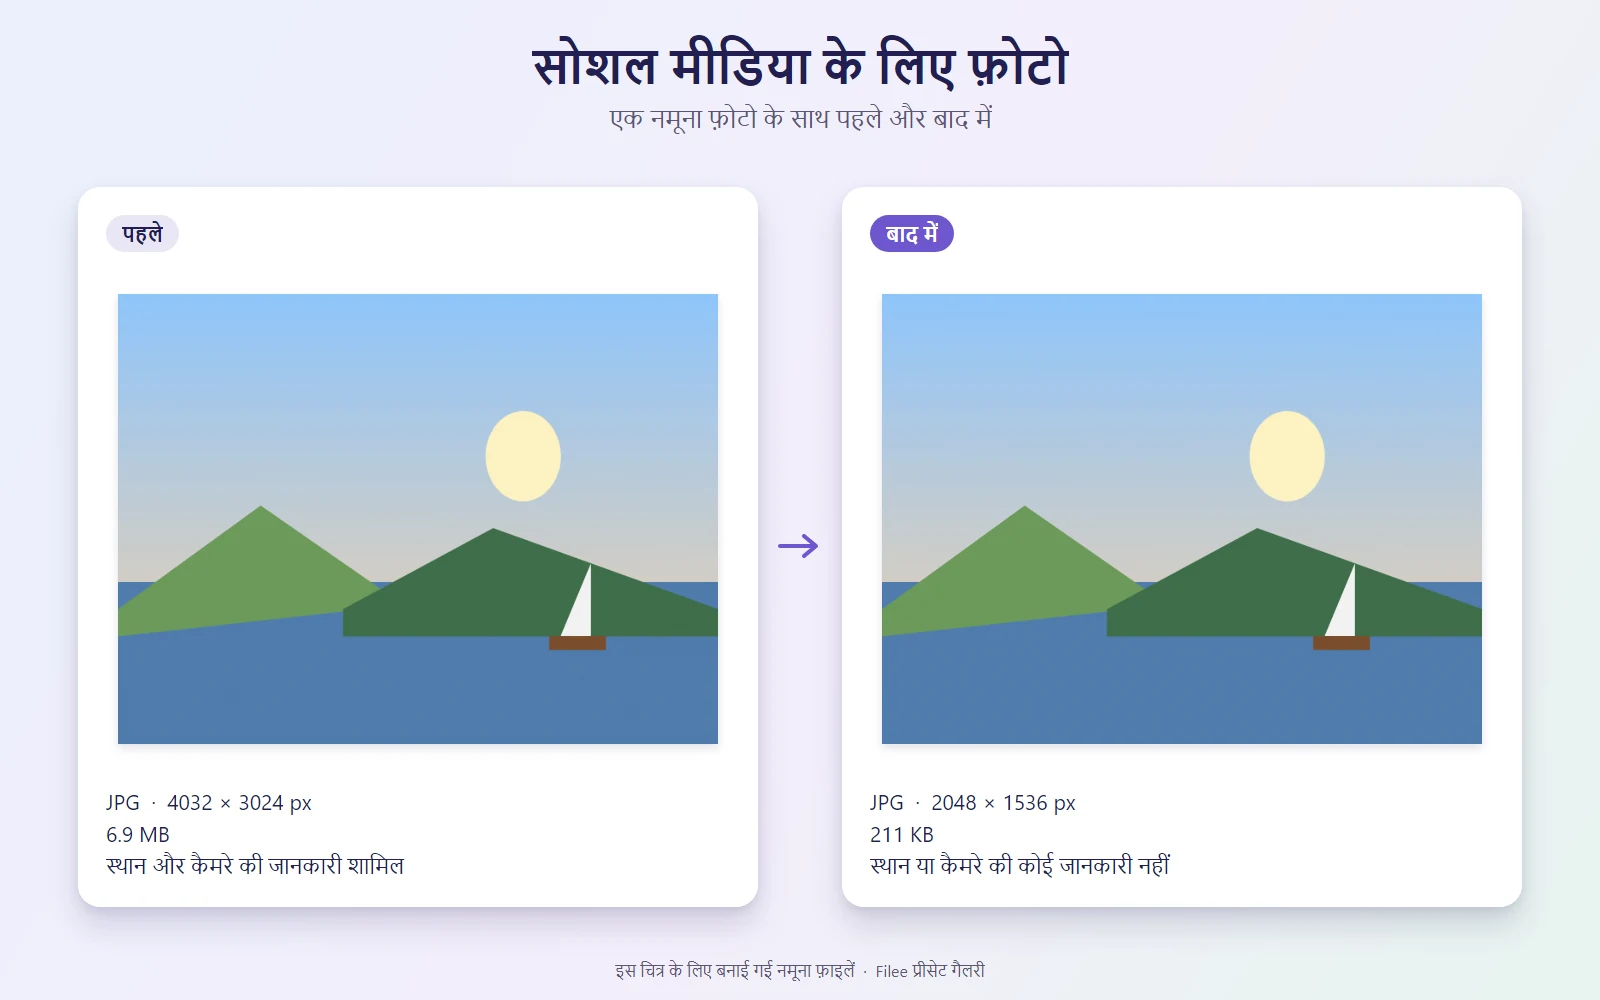 सोशल मीडिया के लिए फ़ोटो
एक नमूना फ़ोटो के साथ पहले और बाद में
पहले
JPG · 4032 × 3024 px
6.9 MB
स्थान और कैमरे की जानकारी शामिल
बाद में
JPG · 2048 × 1536 px
211 KB
स्थान या कैमरे की कोई जानकारी नहीं
इस चित्र के लिए बनाई गई नमूना फ़ाइलें · Filee प्रीसेट गैलरी